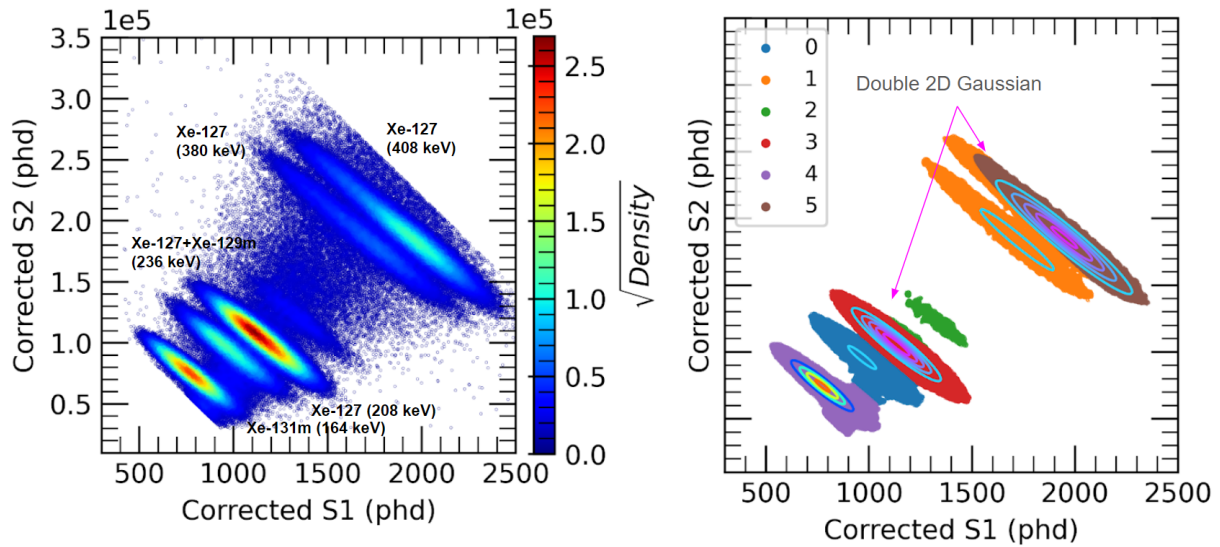 1e5
1e5
3.5
3.0
2.5
2.0
1.5
1.0
0.5
Corrected S2 (phd)
Xe-127
(380 keV)
Xe-127
(408 keV)
Xe-127+Xe-129m
(236 keV)
Xe-127 (208 keV)
Xe-131m (164 keV)
500 1000 1500 2000
Corrected S1 (phd)
2.5
2.0
1.5
1.0
0.5
0.0
√Density
0
1
2
3
4
5
Double 2D Gaussian
Corrected S2 (phd)
500 1000 1500 2000 2500
Corrected S1 (phd)